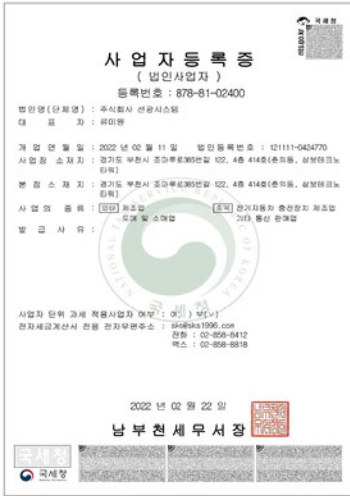 국세청
사업자등록증
( 법인사업자 )
등록번호 : 878-81-02400
법인명(단체명) : 주식회사 선광시스템
대 표 자 : 류미원
개 업 연 월 일 : 2022 년 02 월 11 일 법인등록번호 : 121111-0424770
사업장 소재지 : 경기도 부천시 조마루로385번길 122, 4층 414호(춘의동, 삼보테크노
타워)
본 점 소 재 지 : 경기도 부천시 조마루로385번길 122, 4층 414호(춘의동, 삼보테크노
타워)
사 업 의 종 류 : 업태 제조업 종목 전기자동차 충전장치 제조업
도매 및 소매업 기타 통신 판매업
발 급 사 유 :
국세청
사업자 단위 과세 적용사업자 여부 : 여( ) 부(√)
전자세금계산서 전용 전자우편주소 : sks@sks1996.com
전화 : 02-858-8412
팩스 : 02-858-8818
2022 년 02 월 22 일
남부천세무서장
국세청
국세청